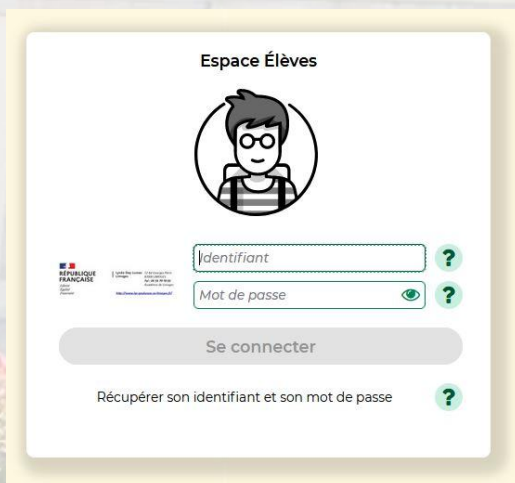 Espace Élèves
Identifiant
?
RÉPUBLIQUE
FRANÇAISE
Mot de passe
?
Se connecter
Récupérer son identifiant et son mot de passe
?